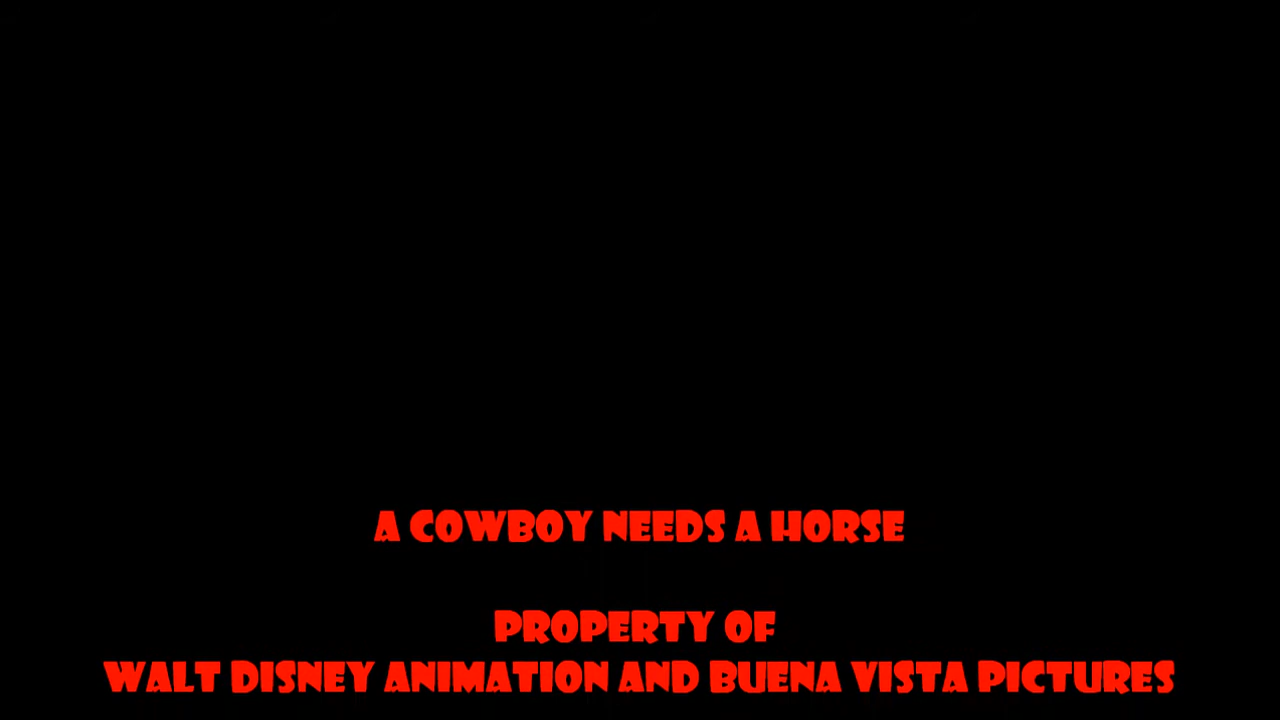 A COWBOY NEEDS A HORSE
PROPERTY OF
WALT DISNEY ANIMATION AND BUENA VISTA PICTURES